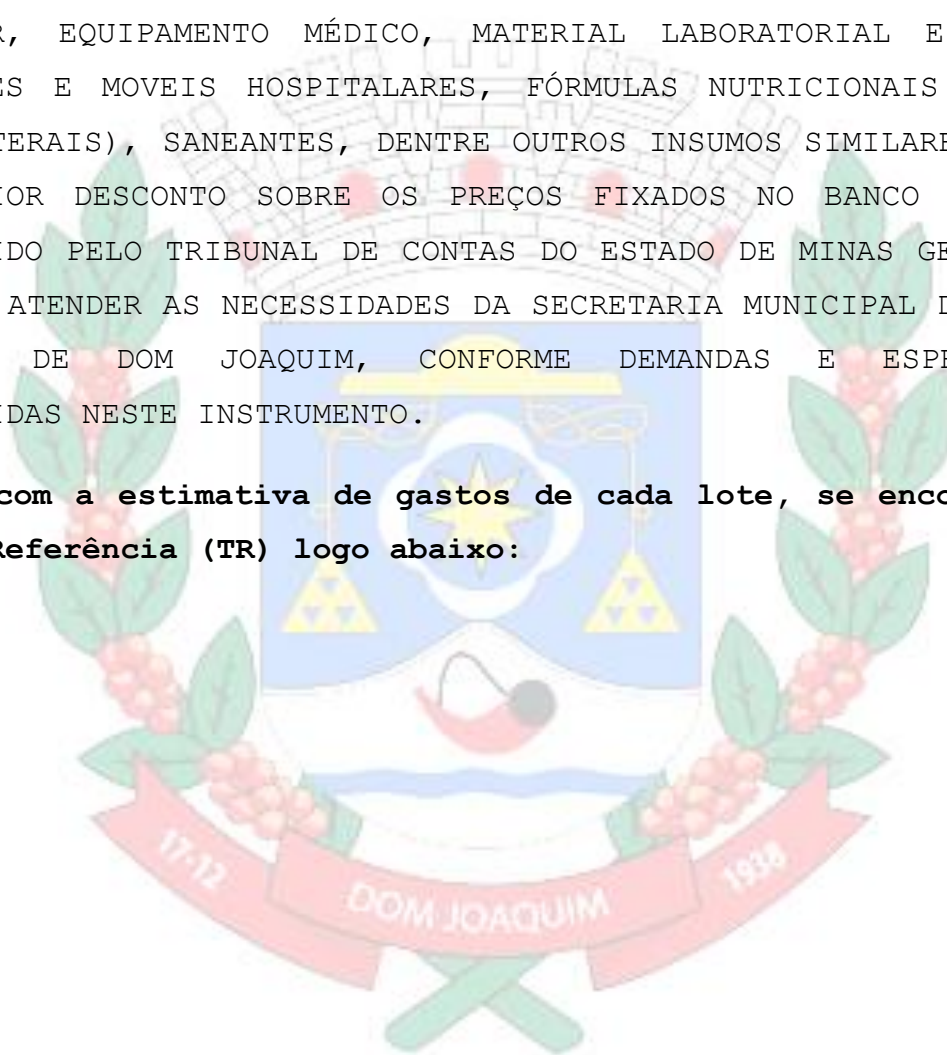 R, EQUIPAMENTO MÉDICO, MATERIAL LABORATORIAL E
ES E MOVEIS HOSPITALARES, FÓRMULAS NUTRICIONAIS
TERAIS), SANEANTES, DENTRE OUTROS INSUMOS SIMILARE
IOR DESCONTO SOBRE OS PREÇOS FIXADOS NO BANCO
IDO PELO TRIBUNAL DE CONTAS DO ESTADO DE MINAS GE
ATENDER AS NECESSIDADES DA SECRETARIA MUNICIPAL D
DE DOM JOAQUIM, CONFORME DEMANDAS E ESP
IDAS NESTE INSTRUMENTO.
com a estimativa de gastos de cada lote, se enco
Referência (TR) logo abaixo:
17-12
DOM JOAQUIM
1938